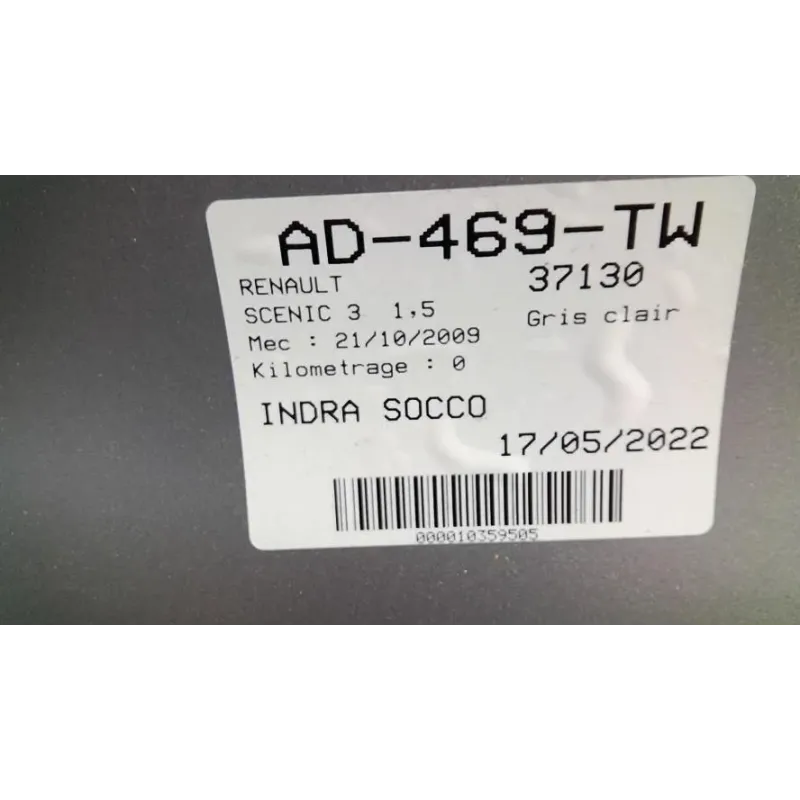 AD-469-TW
RENAULT 37130
SCENIC 3 1,5 Gris clair
Mec : 21/10/2009
Kilometrage : 0
INDRA SOCCO
17/05/2022
000010359505